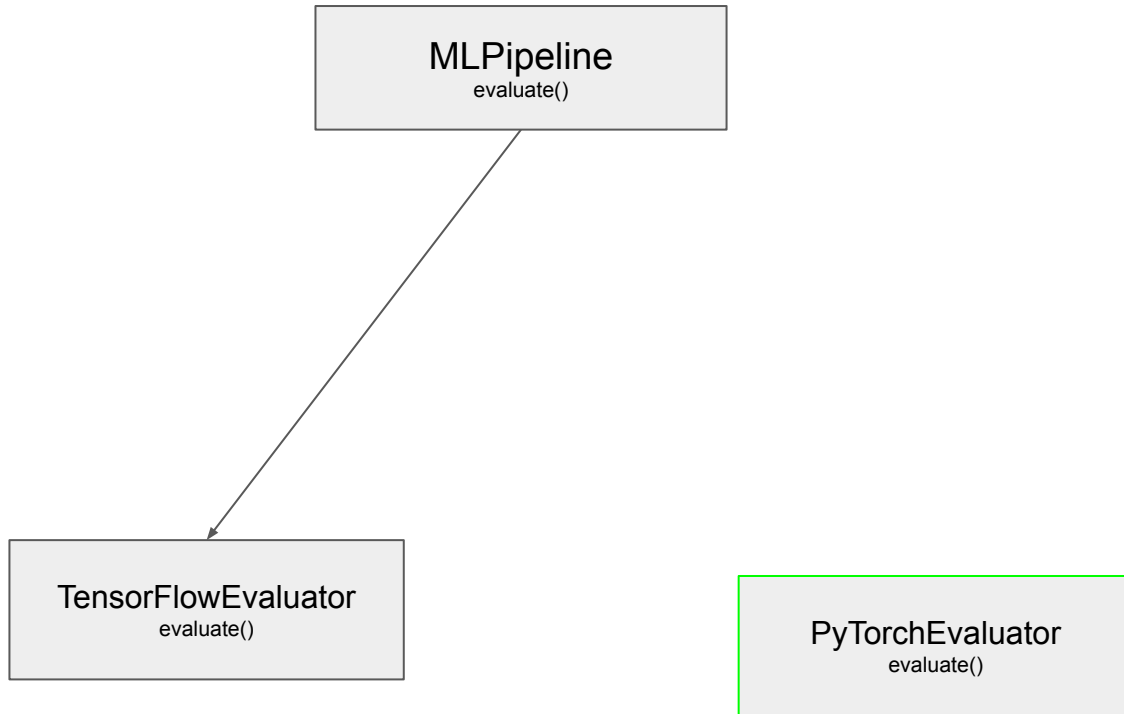 MLPipeline
evaluate()
TensorFlowEvaluator
evaluate()
PyTorchEvaluator
evaluate()